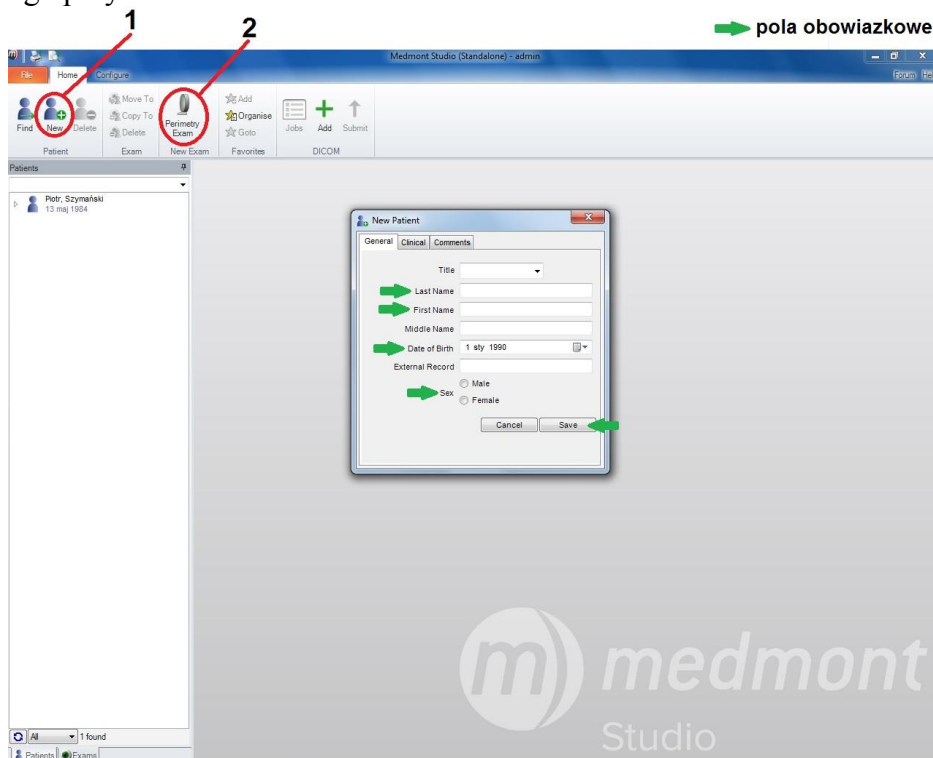 1
2
pola obowiazkowe
Medmont Studio (Standalone) - admin
File Home Configure
Forum
Find New Delete
Move To
Copy To
Delete
Perimetry
Exam
Add
Organise
Goto
Jobs Add Submit
Patient Exam New Exam Favorites DICOM
Patients
Piotr, Szymański
13 maj 1984
New Patient
General Clinical Comments
Title
Last Name
First Name
Middle Name
Date of Birth 1 sty 1990
External Record
Sex
Male
Female
Cancel Save
medmont
Studio
All 1 found
Patients Exams